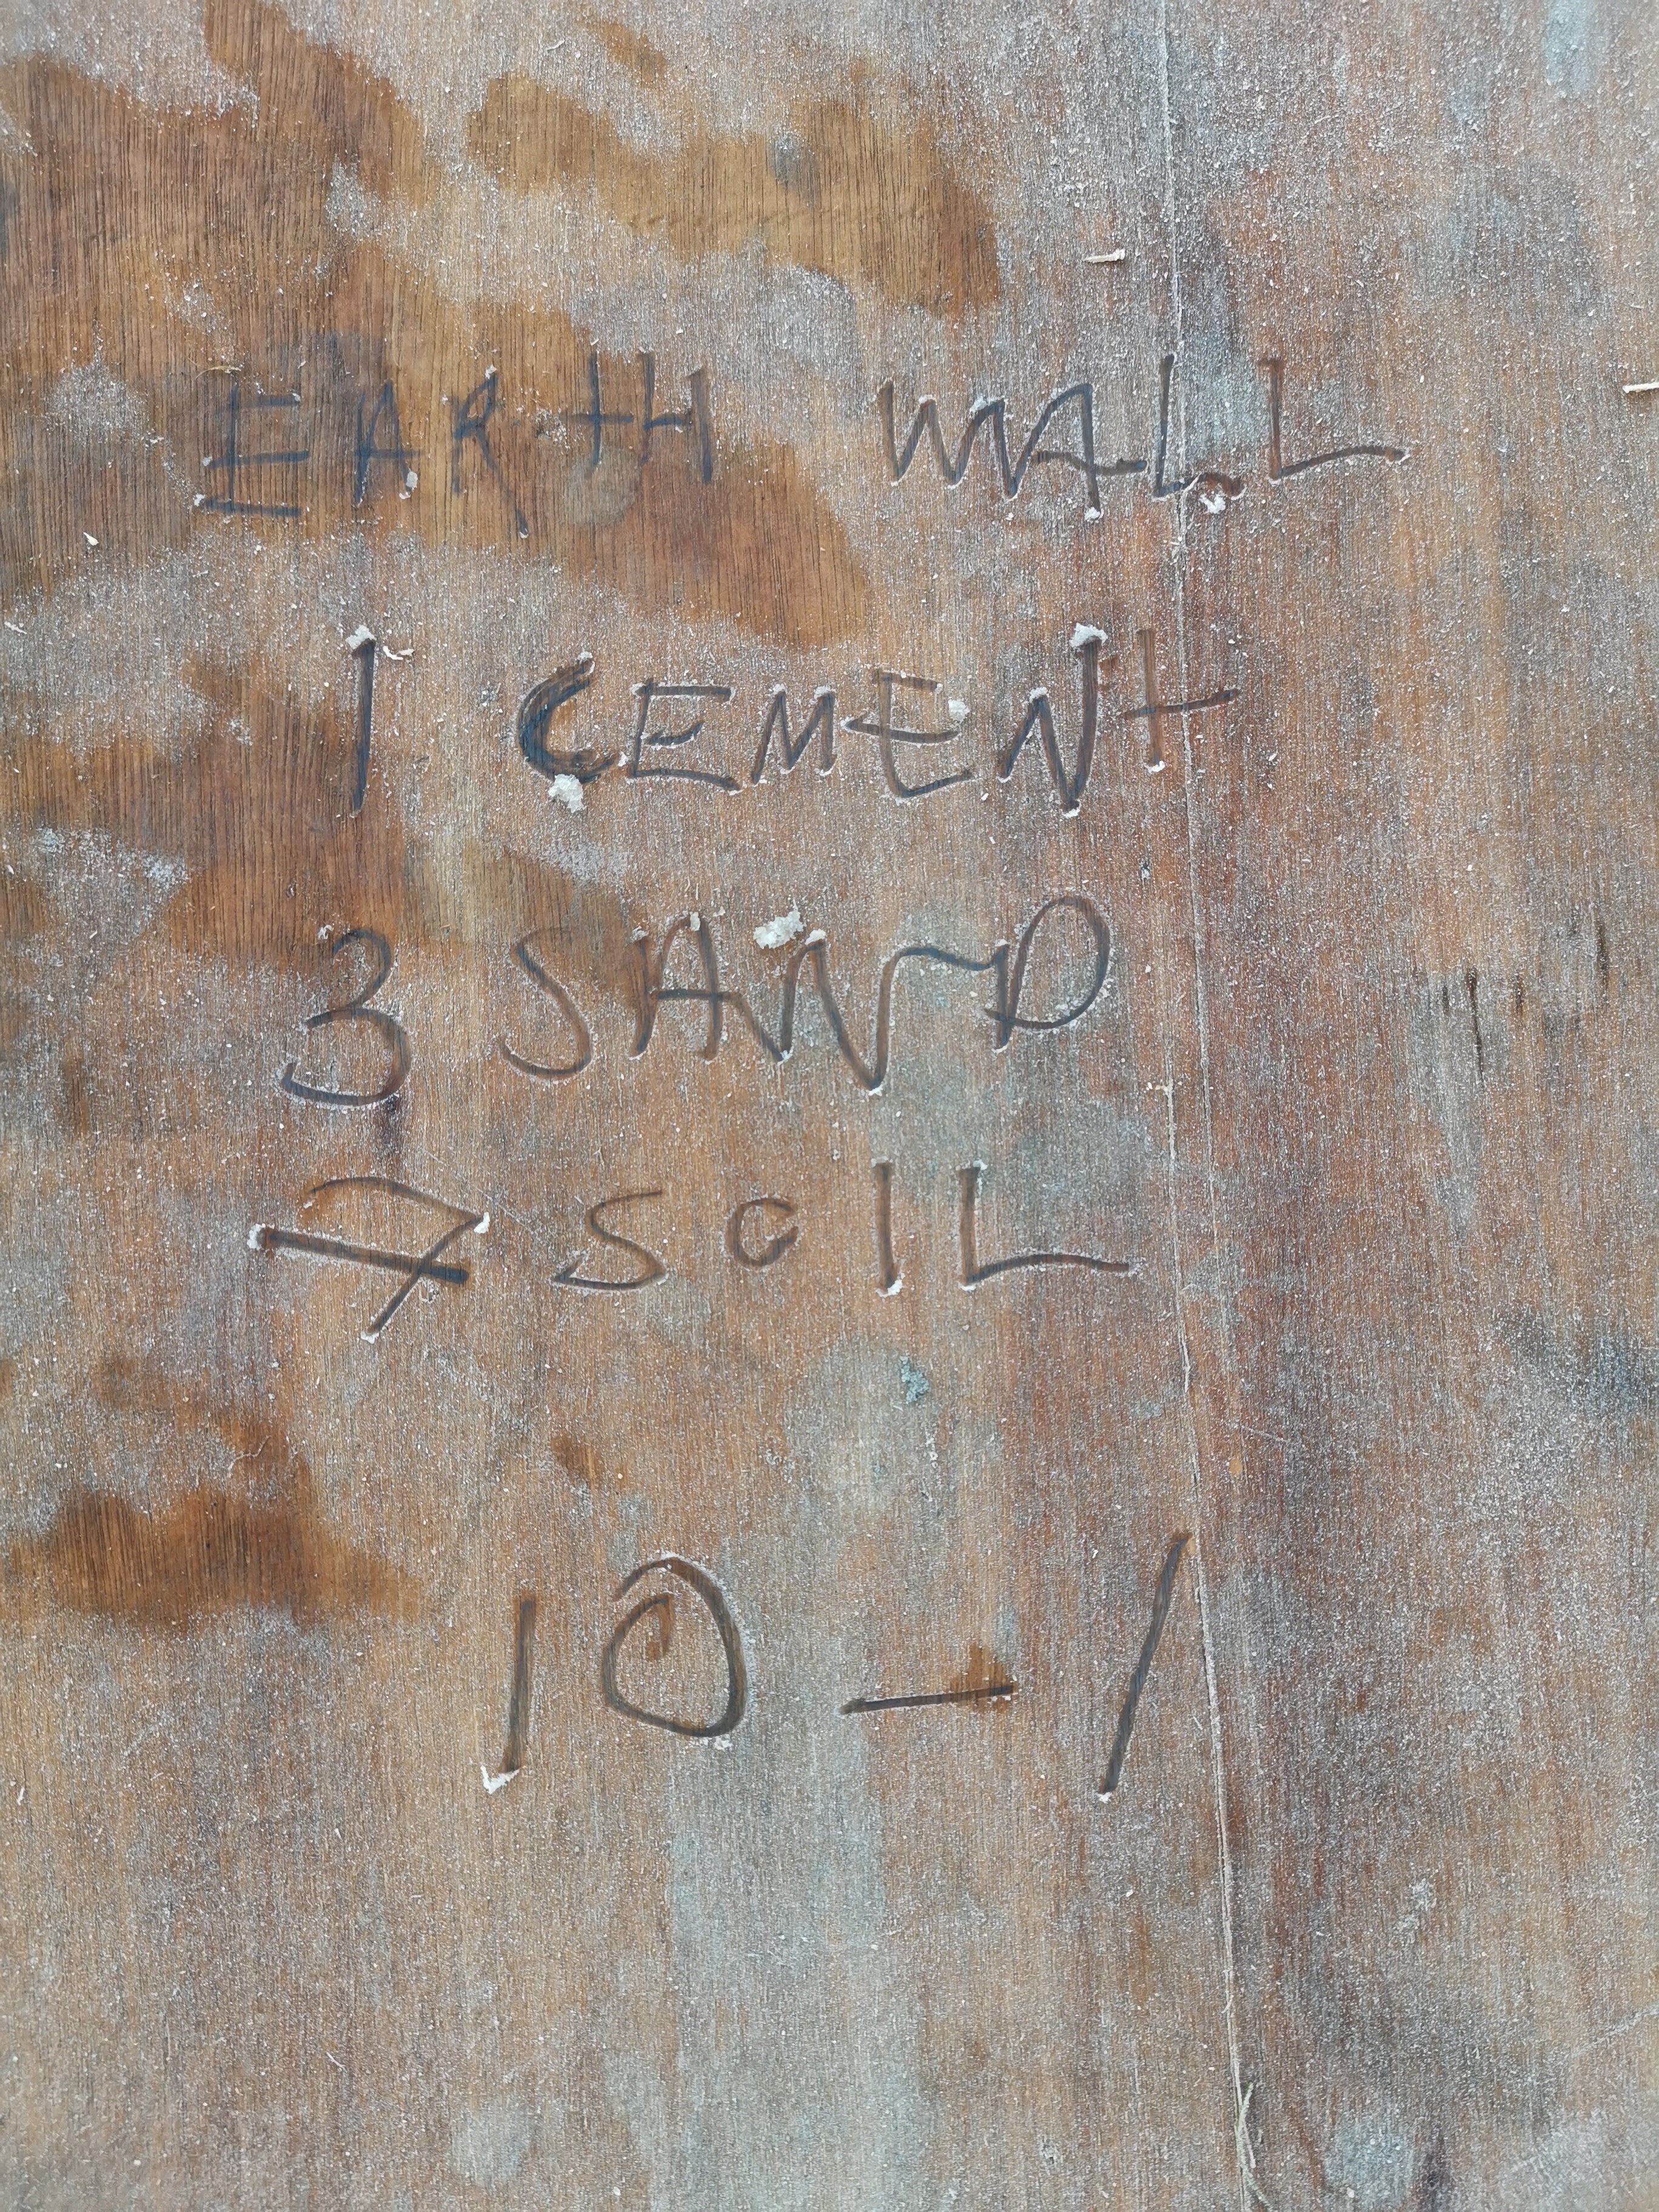 EARTH WALL
1 CEMENT
3 SAND
7 SOIL
10 - 1